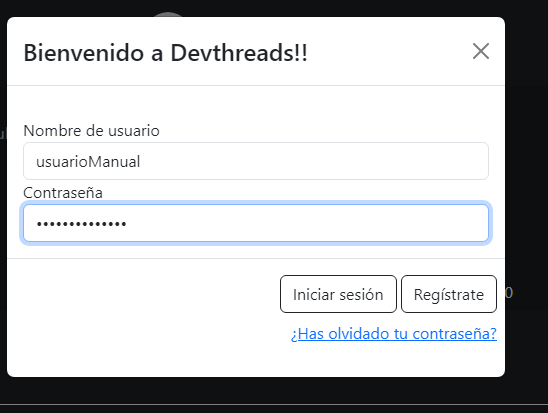 Bienvenido a Devthreads!!
Nombre de usuario
usuarioManual
Contraseña
••••••••••••••
Iniciar sesión
Regístrate
¿Has olvidado tu contraseña?